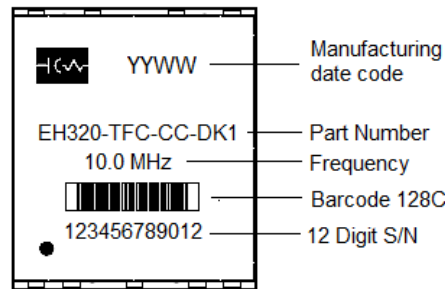 YYWW
Manufacturing
date code
EH320-TFC-CC-DK1
Part Number
10.0 MHz
Frequency
Barcode 128C
123456789012
12 Digit S/N